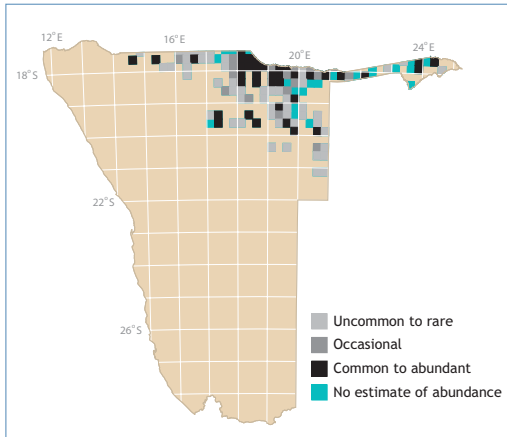 12°E
16°E
20°E
24°E
18°S
22°S
26°S
Uncommon to rare
Occasional
Common to abundant
No estimate of abundance